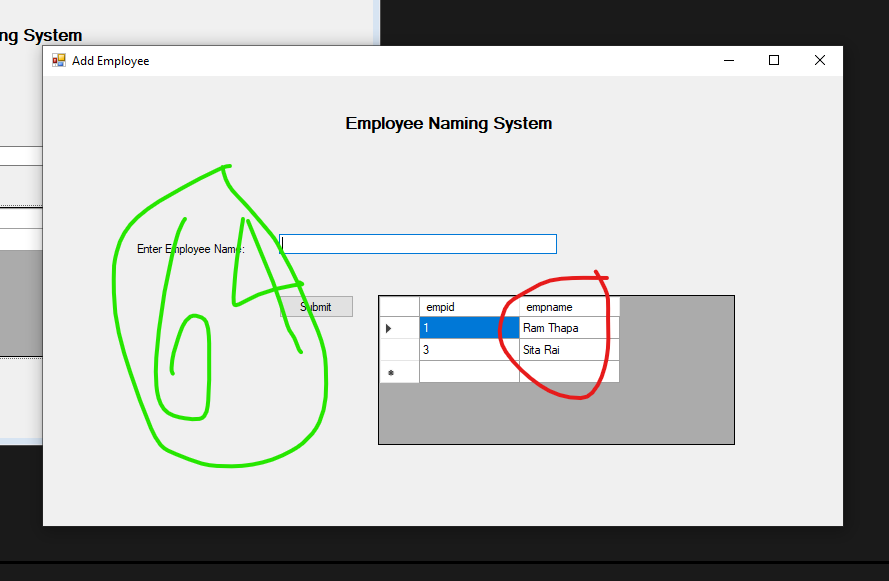 ng System
Add Employee
Employee Naming System
Enter Employee Name:
Submit
empid empname
1 Ram Thapa
3 Sita Rai
64